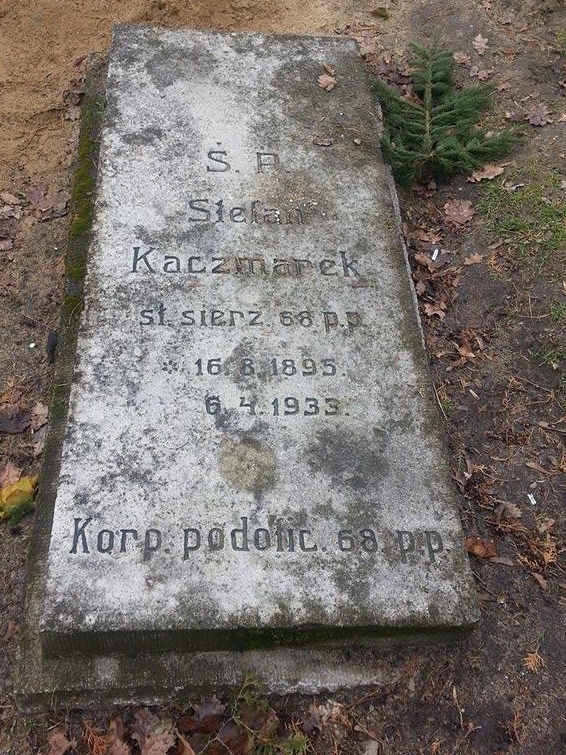 Ś. P.
Stefan
Kaczmarek
st. sierz. 68 p.p.
* 16. 8. 1895.
6. 4. 1933.
Korp. podofic. 68. p.p.